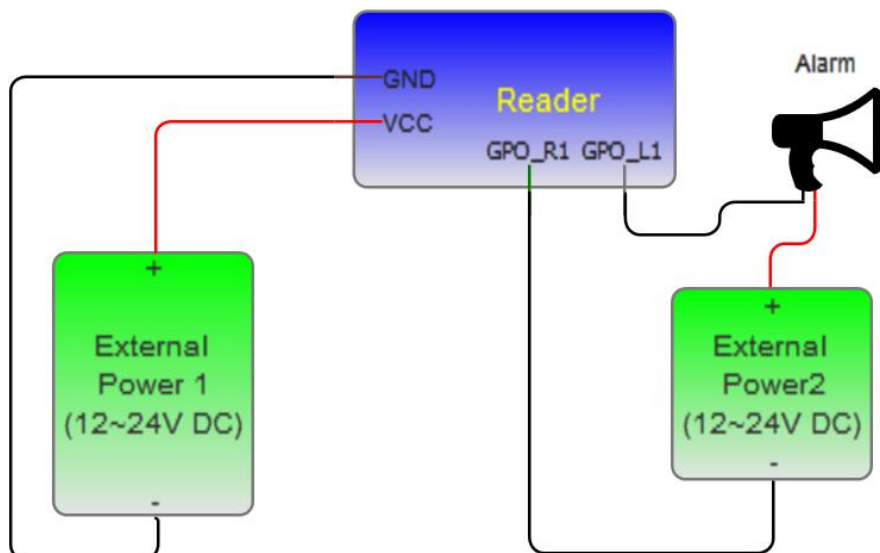 Alarm
GND
Reader
VCC
GPO_R1 GPO_L1
+
External
Power 1
(12~24V DC)
-
+
External
Power2
(12~24V DC)
-